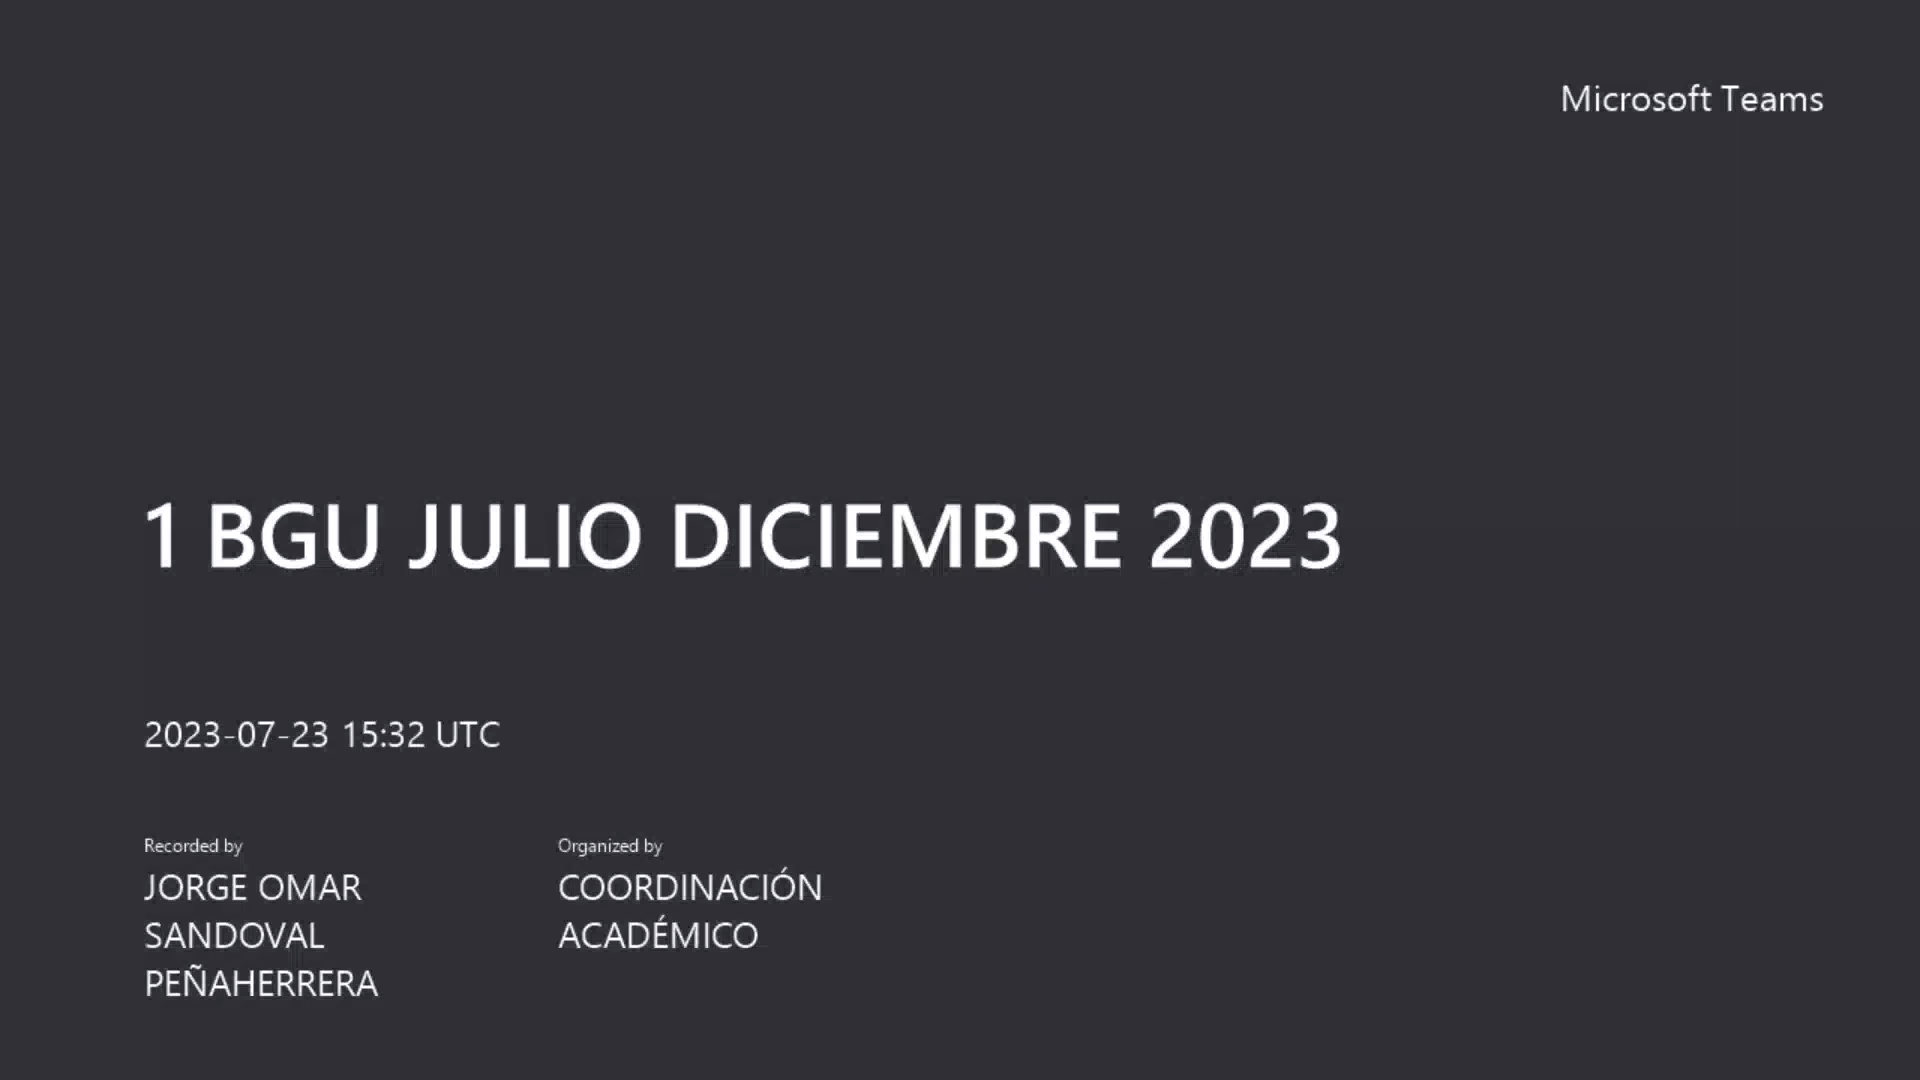 Microsoft Teams
1 BGU JULIO DICIEMBRE 2023
2023-07-23 15:32 UTC
Recorded by
JORGE OMAR
SANDOVAL
PEÑAHERRERA
Organized by
COORDINACIÓN
ACADÉMICO